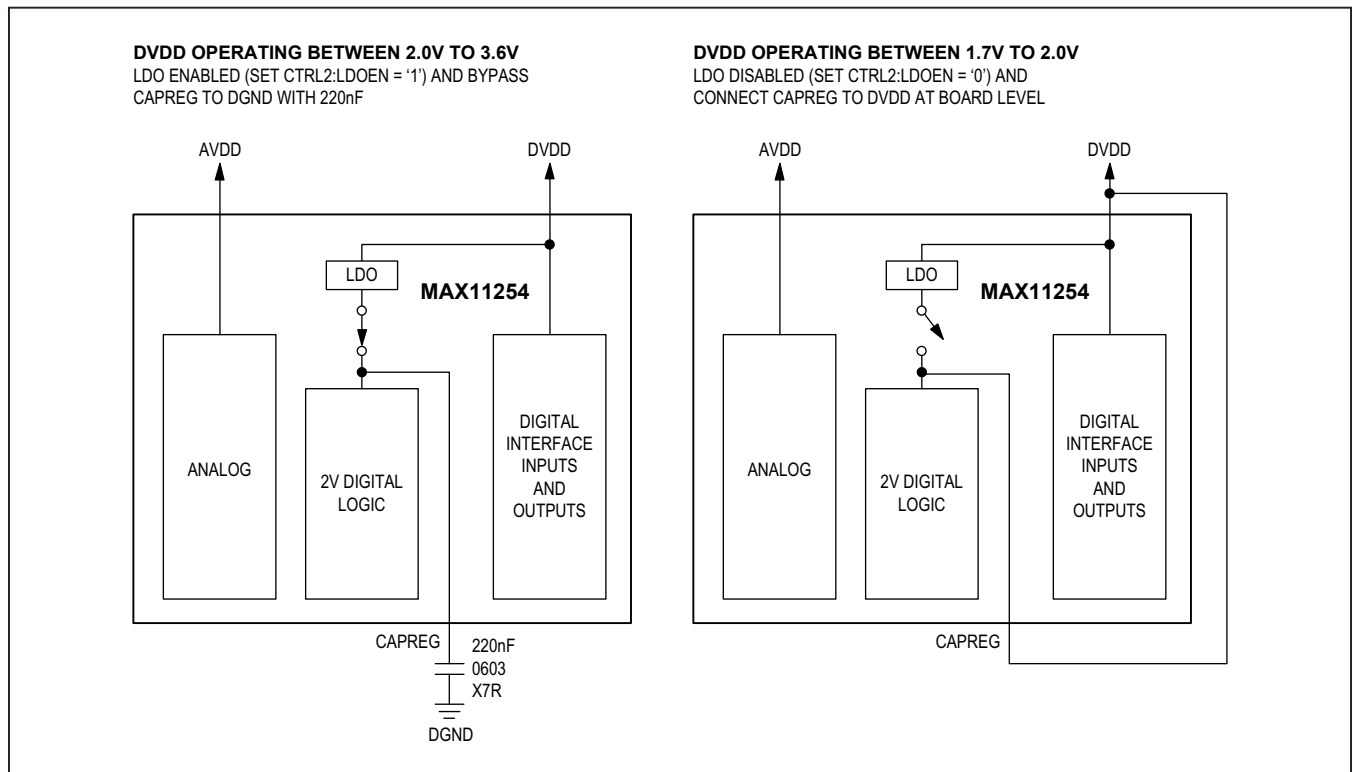 DVDD OPERATING BETWEEN 2.0V TO 3.6V
LDO ENABLED (SET CTRL2:LDOEN = ‘1’) AND BYPASS
CAPREG TO DGND WITH 220nF
AVDD
DVDD
LDO
MAX11254
ANALOG
2V DIGITAL
LOGIC
DIGITAL
INTERFACE
INPUTS
AND
OUTPUTS
CAPREG
220nF
0603
X7R
DGND
DVDD OPERATING BETWEEN 1.7V TO 2.0V
LDO DISABLED (SET CTRL2:LDOEN = ‘0’) AND
CONNECT CAPREG TO DVDD AT BOARD LEVEL
AVDD
DVDD
LDO
MAX11254
ANALOG
2V DIGITAL
LOGIC
DIGITAL
INTERFACE
INPUTS
AND
OUTPUTS
CAPREG